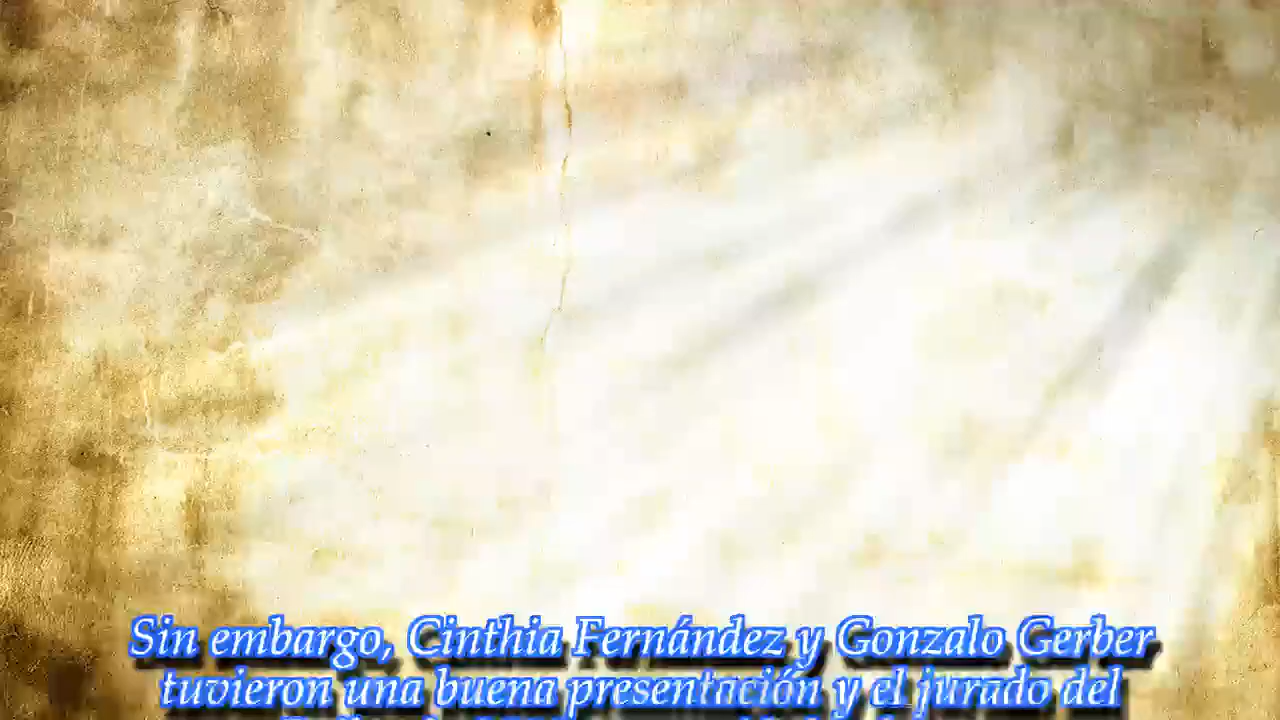 Sin embargo, Cinthia Fernández y Gonzalo Gerber
tuvieron una buena presentación y el jurado del